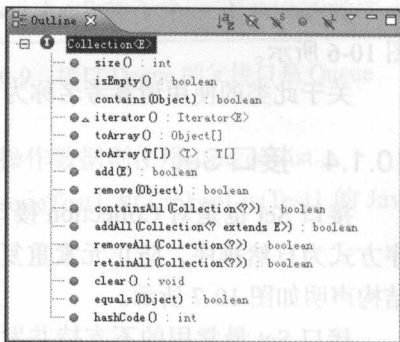 Outline
Collection<E>
size() : int
isEmpty() : boolean
contains(Object) : boolean
iterator() : Iterator<E>
toArray() : Object[]
toArray(T[]) <T> : T[]
add(E) : boolean
remove(Object) : boolean
containsAll(Collection<?>) : boolean
addAll(Collection<? extends E>) : boolean
removeAll(Collection<?>) : boolean
retainAll(Collection<?>) : boolean
clear() : void
equals(Object) : boolean
hashCode() : int